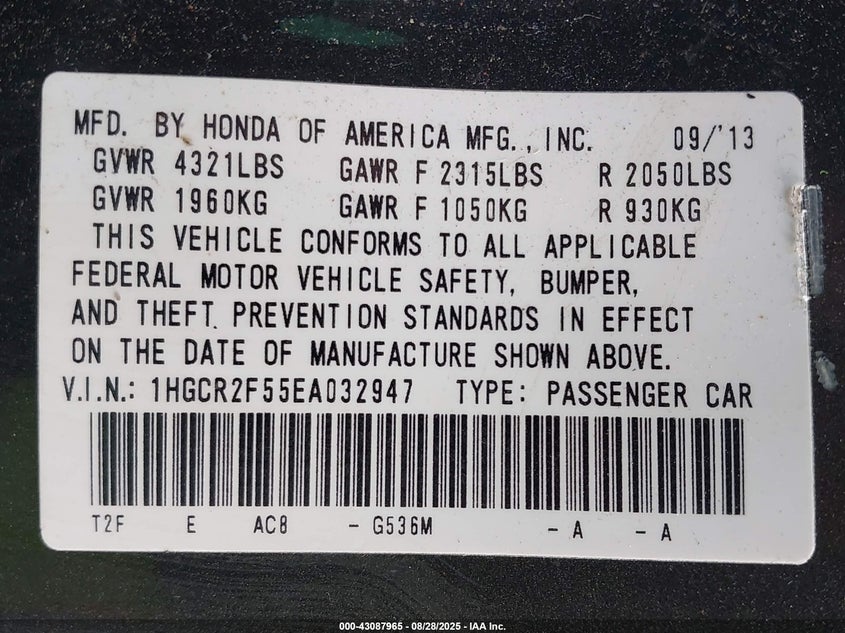 MFD. BY HONDA OF AMERICA MFG., INC. 09/'13
GVWR 4321LBS GAWR F 2315LBS R 2050LBS
GVWR 1960KG GAWR F 1050KG R 930KG
THIS VEHICLE CONFORMS TO ALL APPLICABLE
FEDERAL MOTOR VEHICLE SAFETY, BUMPER,
AND THEFT PREVENTION STANDARDS IN EFFECT
ON THE DATE OF MANUFACTURE SHOWN ABOVE.
V.I.N.: 1HGCR2F55EA032947 TYPE: PASSENGER CAR
T2F E AC8 - G536M - A - A
000-43087965 - 08/28/2025 - IAA Inc.